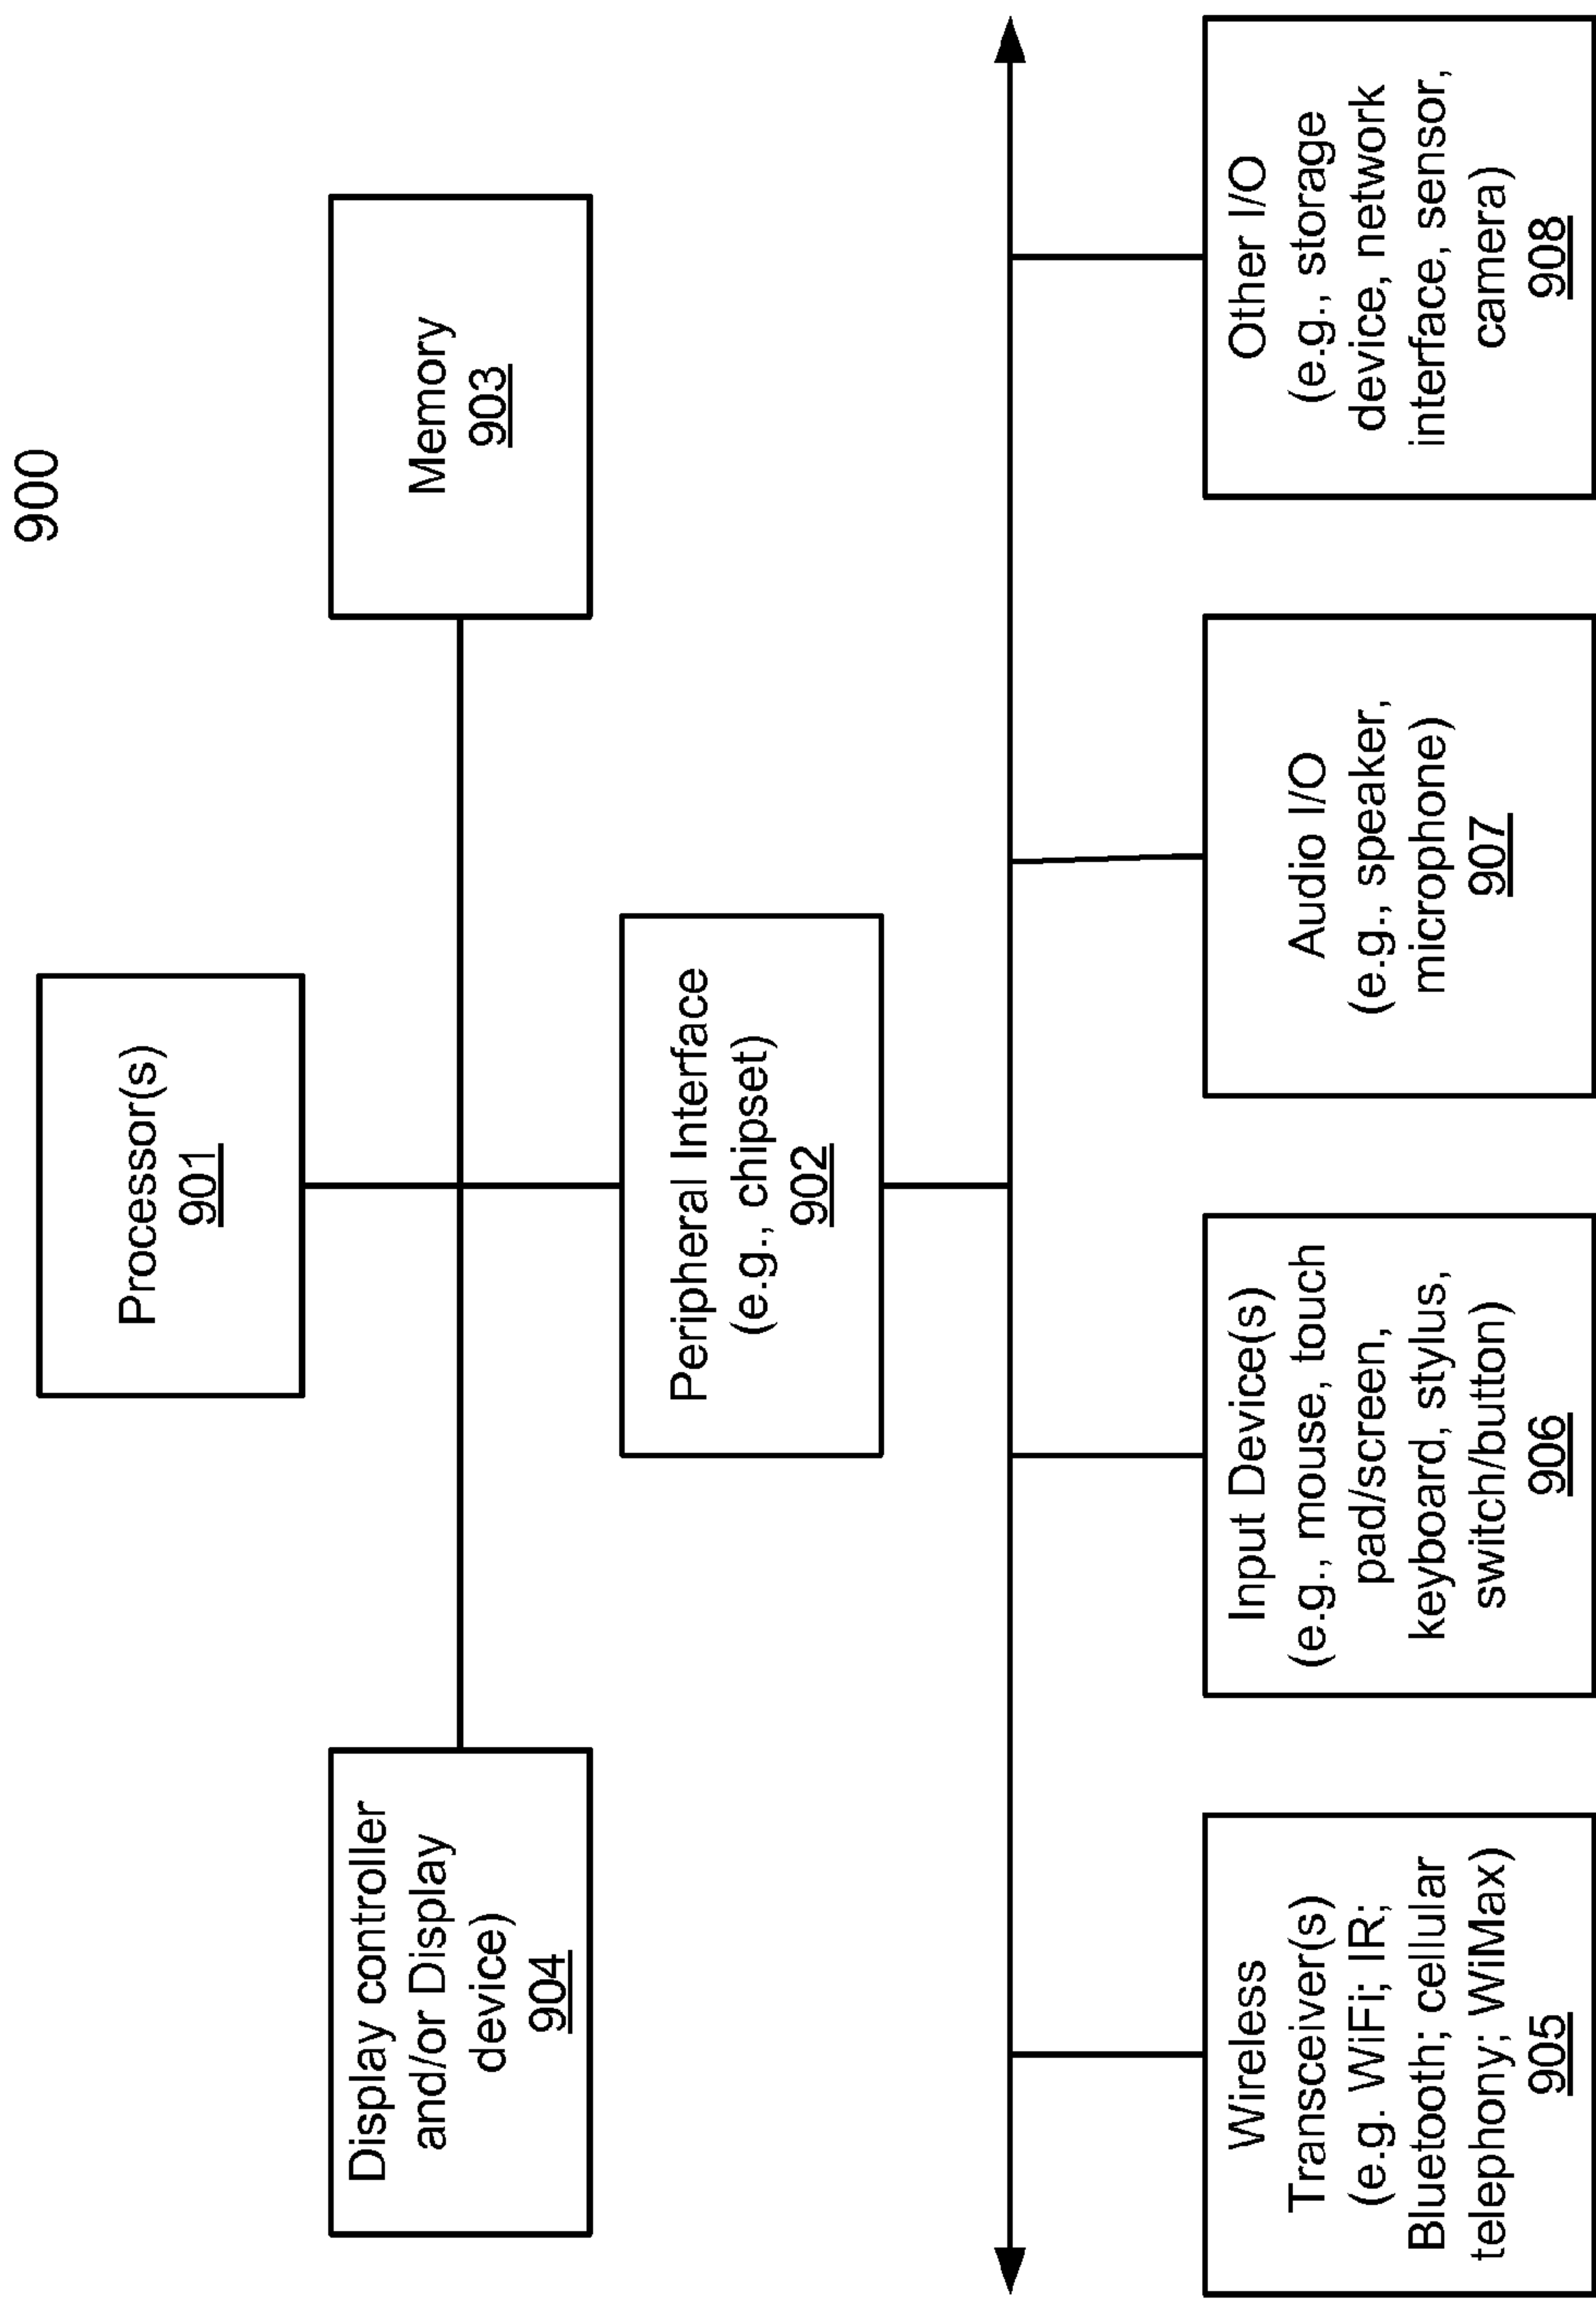 900
Processor(s)
901
Display controller
and/or Display
device)
904
Memory
903
Peripheral Interface
(e.g., chipset)
902
Wireless
Transceiver(s)
(e.g. WiFi; IR;
Bluetooth; cellular
telephony; WiMax)
905
Input Device(s)
(e.g., mouse, touch
pad/screen,
keyboard, stylus,
switch/button)
906
Audio I/O
(e.g., speaker,
microphone)
907
Other I/O
(e.g., storage
device, network
interface, sensor,
camera)
908